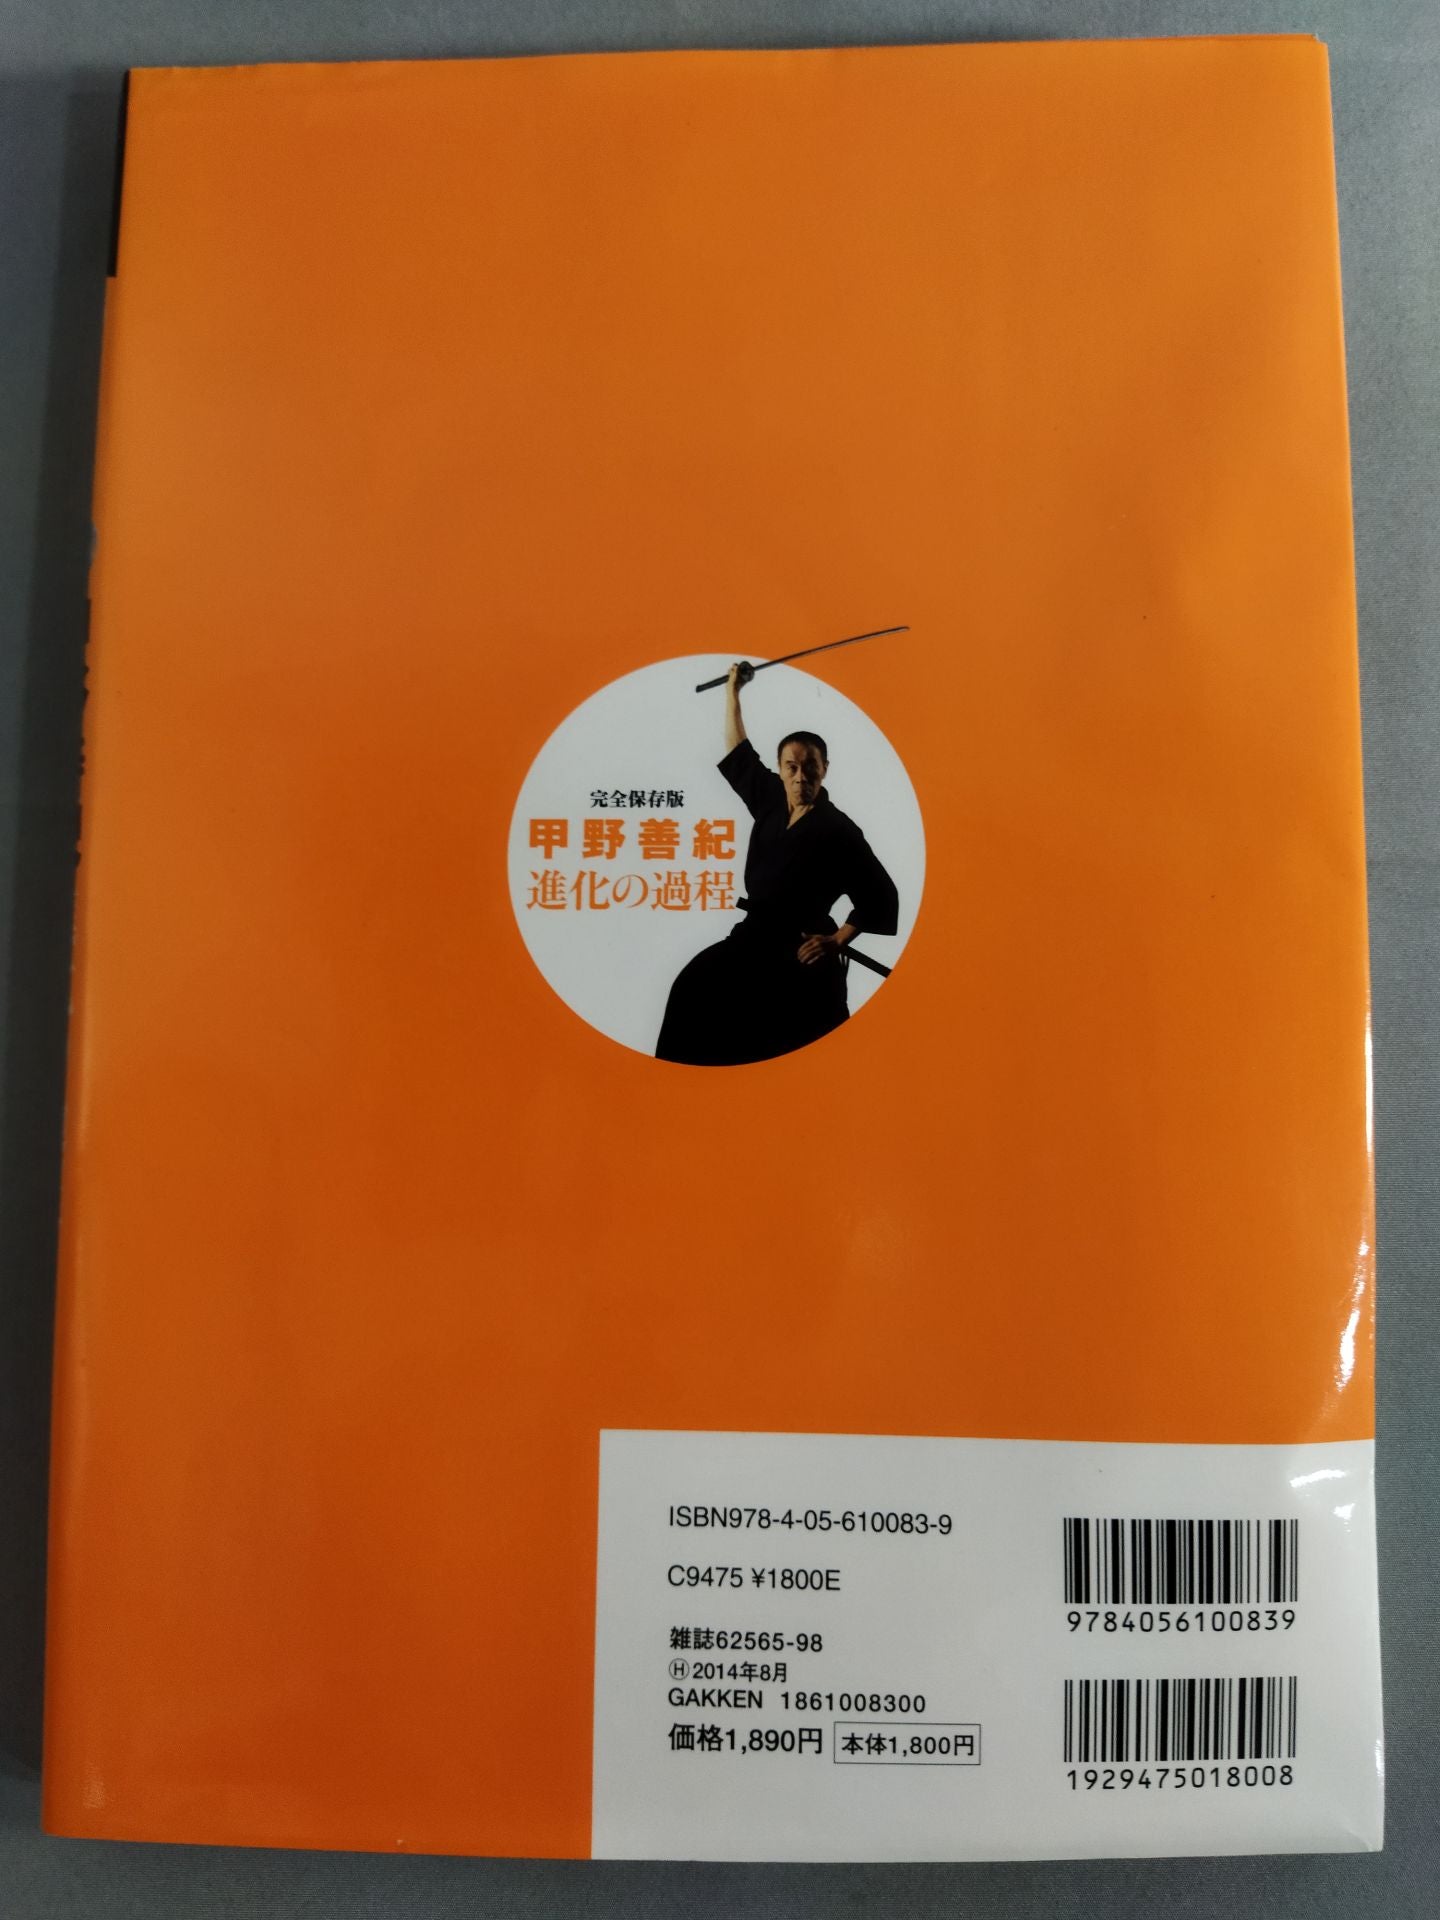 完全保存版
甲野善紀
進化の過程
ISBN978-4-05-610083-9
C9475 ¥1800E
雑誌62565-98
Ⓗ2014年8月
GAKKEN 1861008300
価格1,890円 本体1,800円
9784056100839
1929475018008